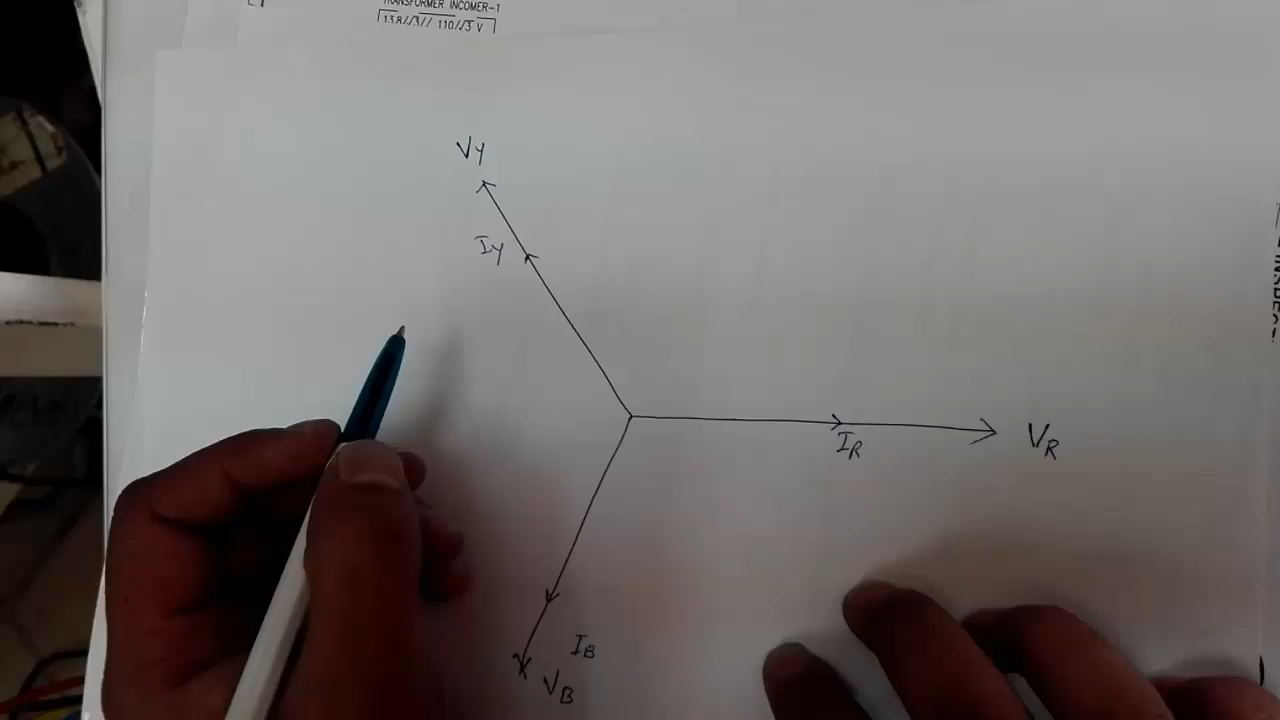 TRANSFORMER INCOMER-1
13.8/√3// 110/√3 V
VY
IY
IR
VR
IB
VB